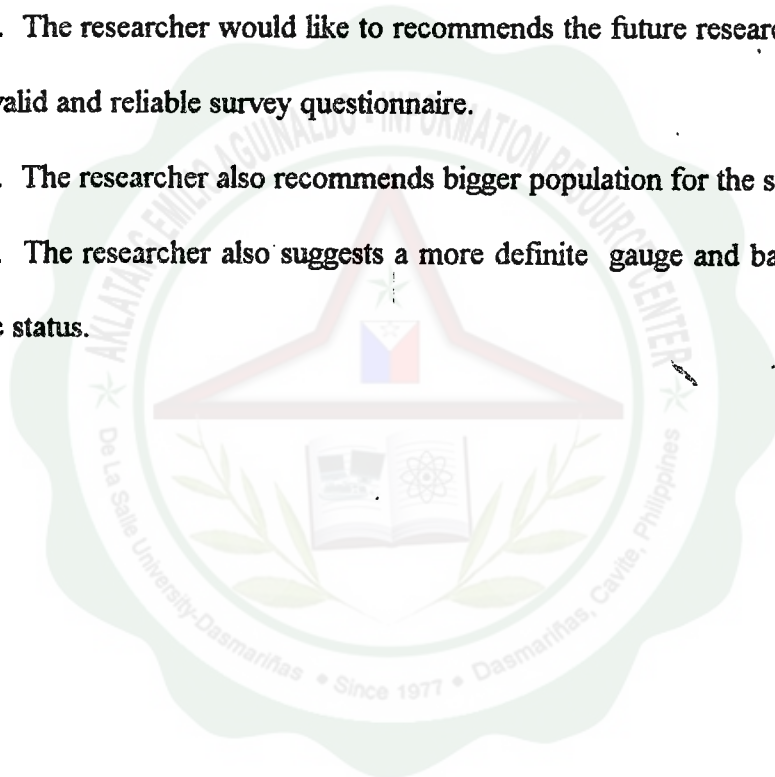 . The researcher would like to recommends the future
valid and reliable survey questionnaire.
. The researcher also recommends bigger population for the
. The researcher also suggests a more definite gauge and
status.
AKLATANG EMILIO AGUINALDO - INFORMATION RESOURCE CENTER
De La Salle University-Dasmariñas • Since 1977 • Dasmariñas, Cavite, Philippines